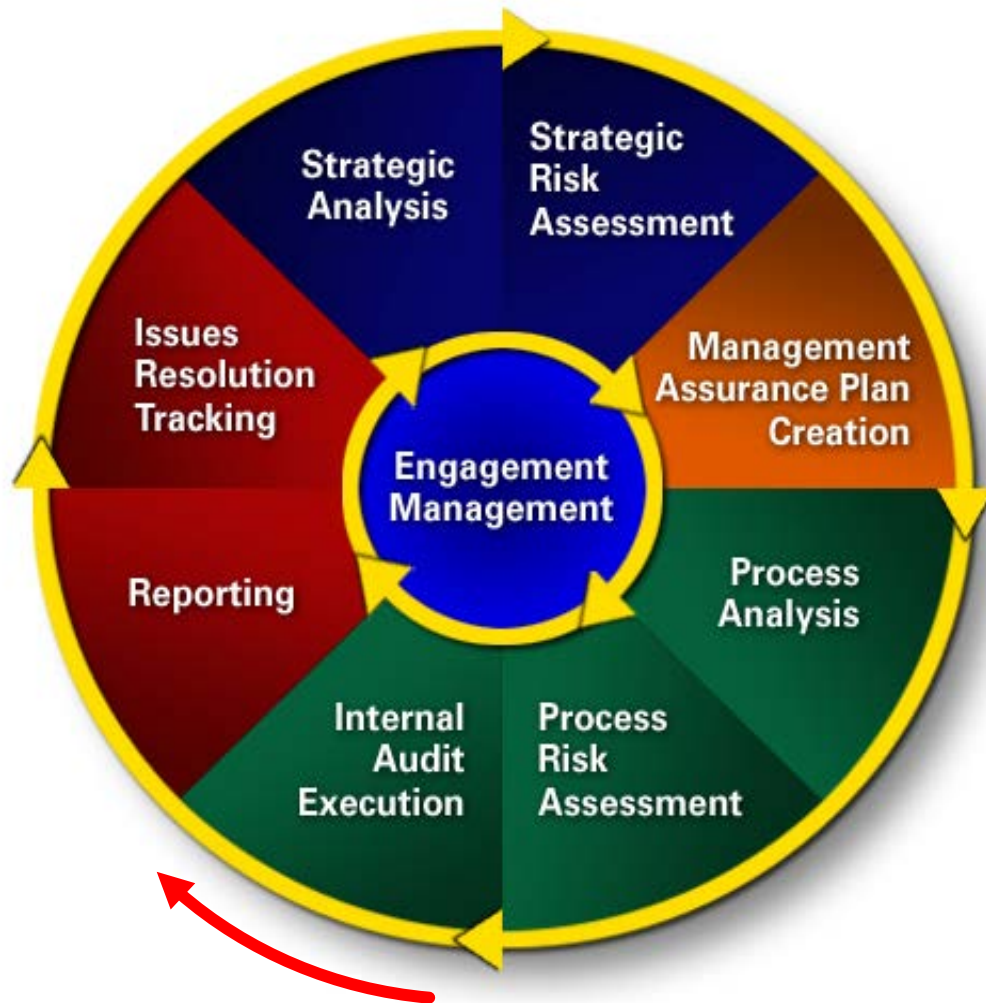 Strategic
Analysis
Strategic
Risk
Assessment
Management
Assurance Plan
Creation
Process
Analysis
Process
Risk
Assessment
Internal
Audit
Execution
Reporting
Issues
Resolution
Tracking
Engagement
Management